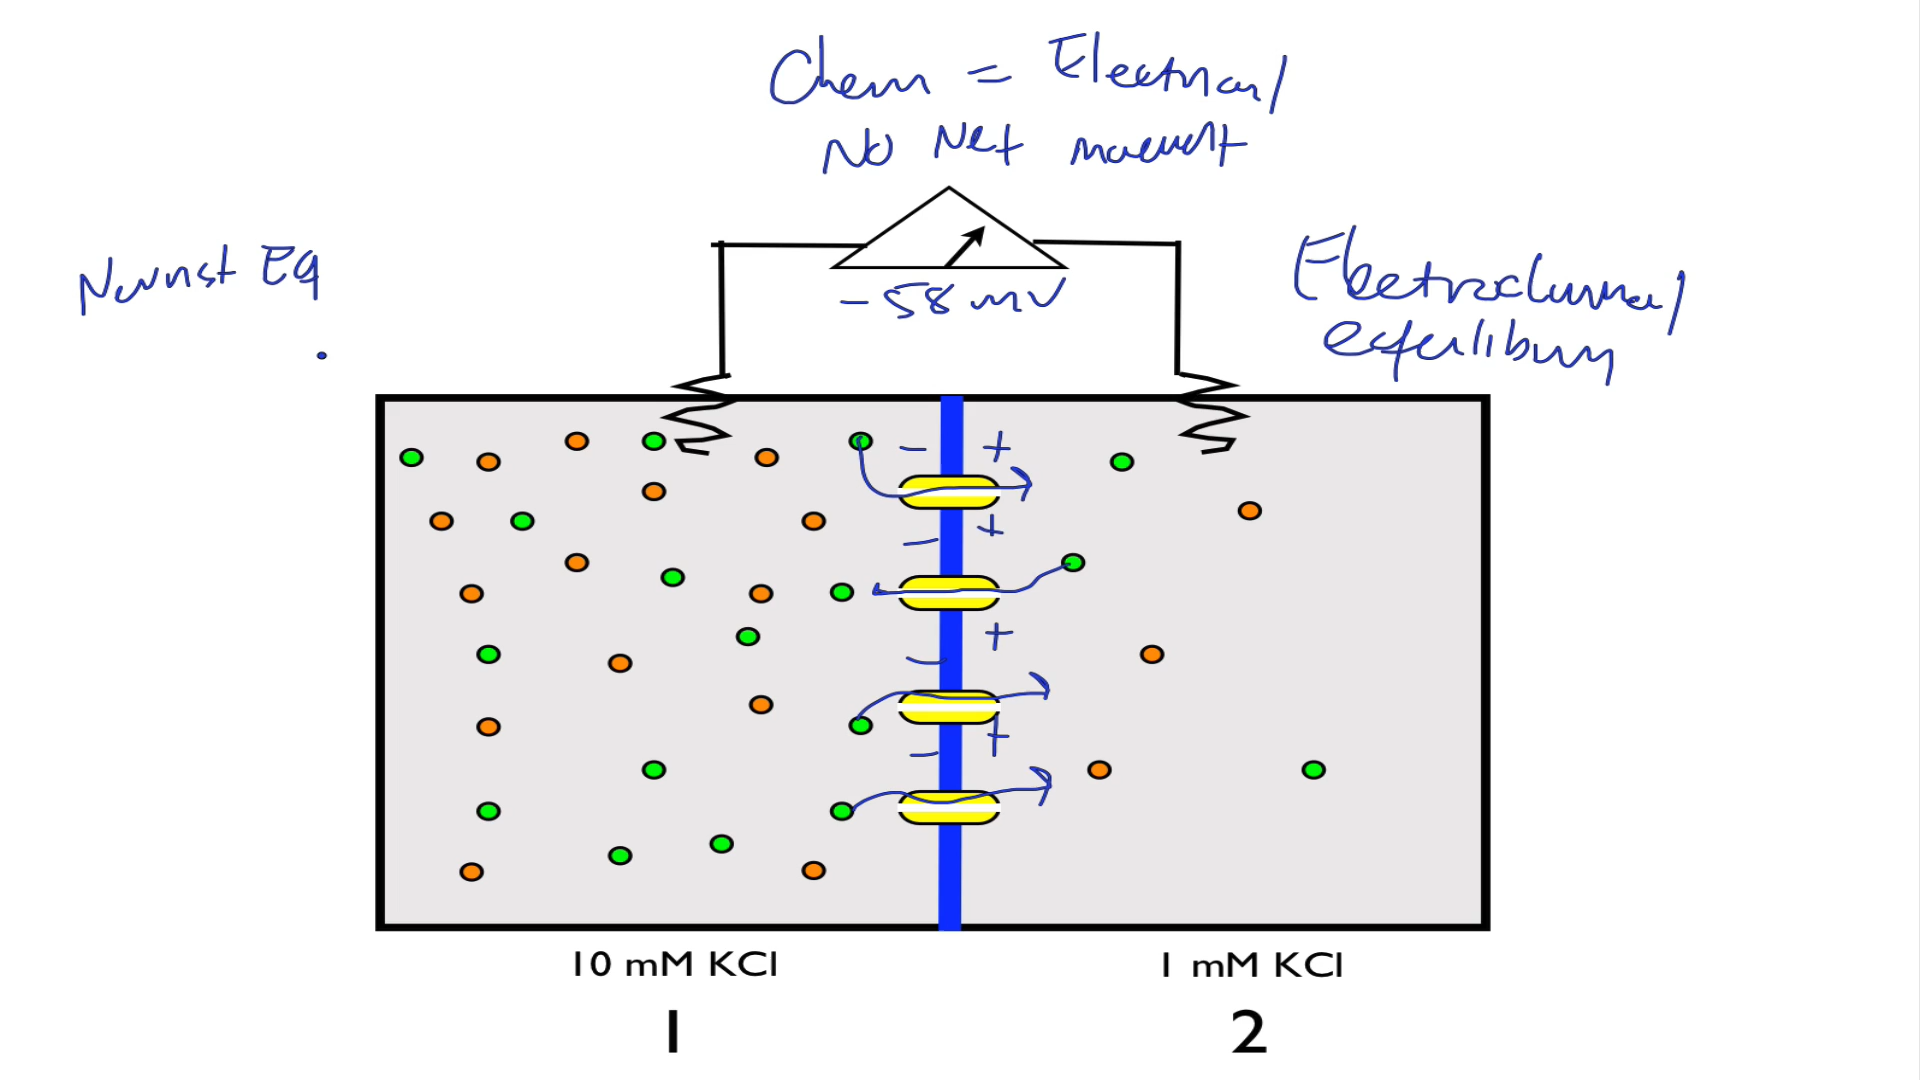 Chem = Electrical
No Net movement
Nernst Eq
-58 mV
Electrochemical
equilibrium
- +
- +
- +
- +
10 mM KCl
1 mM KCl
1
2